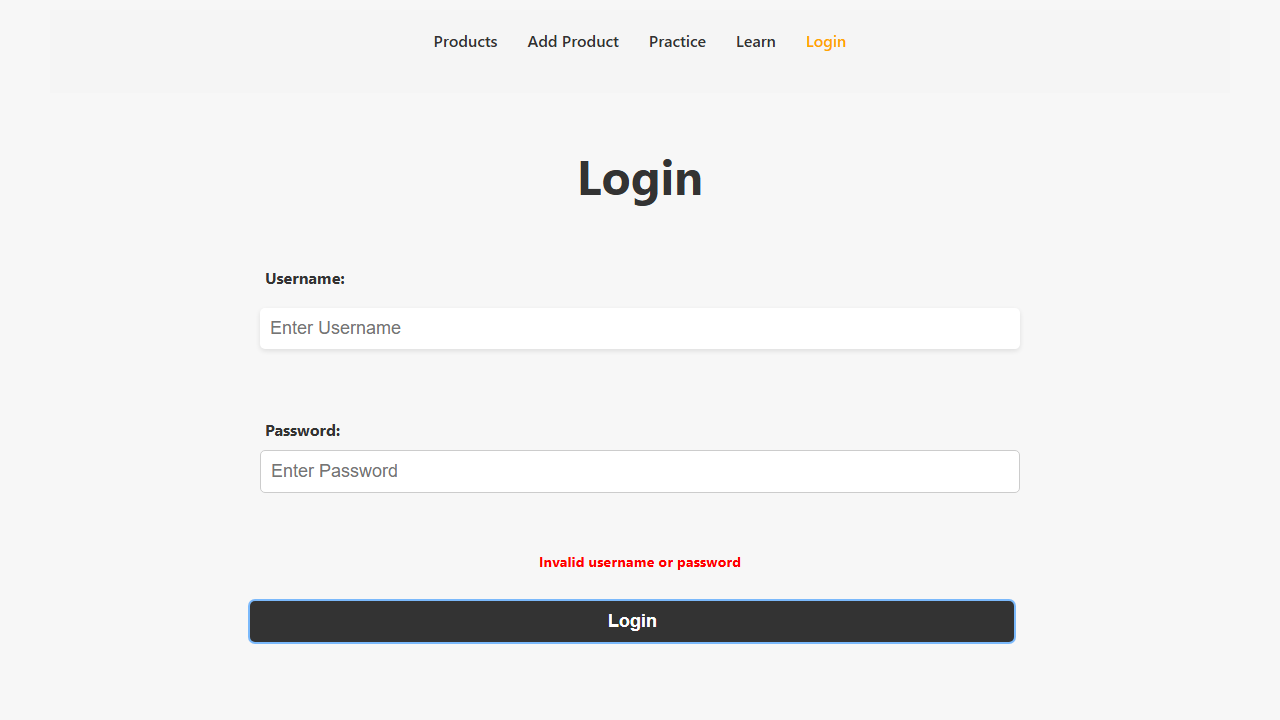 Products Add Product Practice Learn Login
Login
Username:
Enter Username
Password:
Enter Password
Invalid username or password
Login